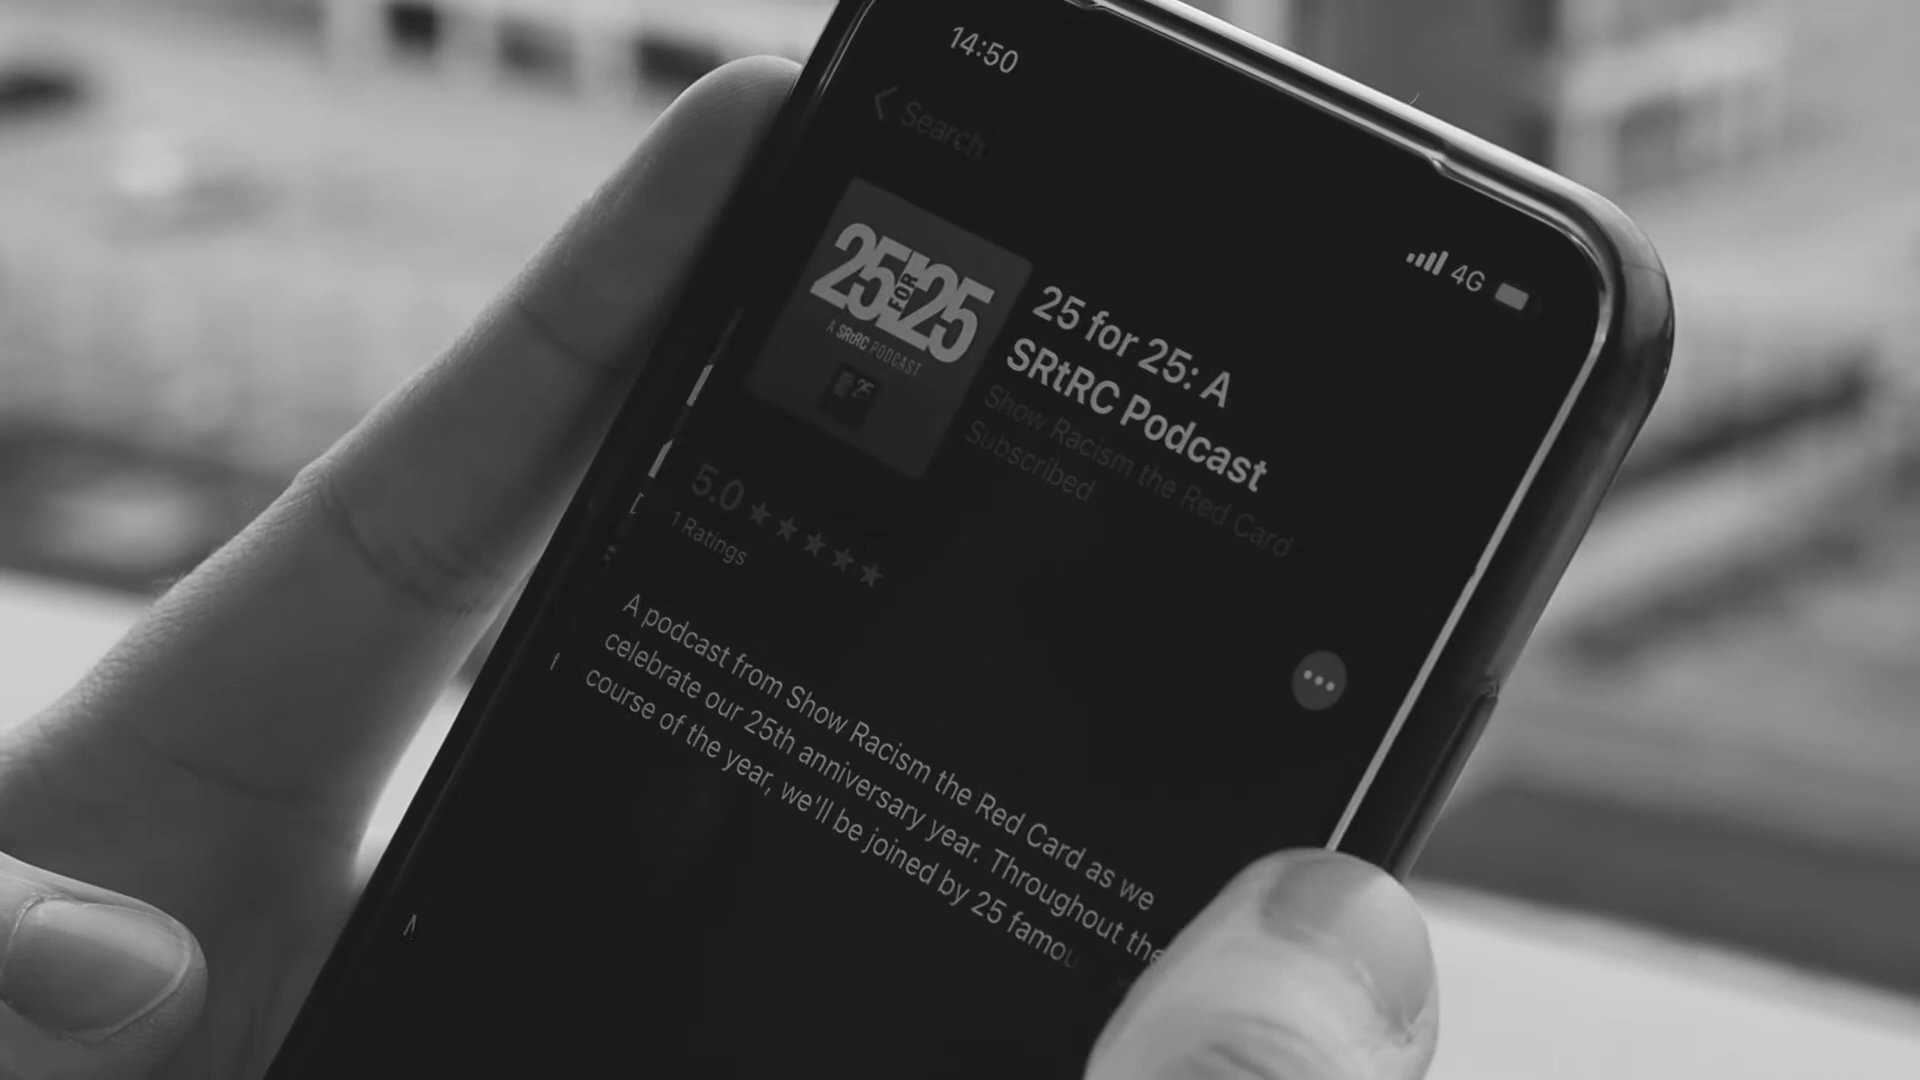 14:50
4G
Search
25 FOR 25
A SRtRC PODCAST
25
25 for 25: A
SRtRC Podcast
Show Racism the Red Card
Subscribed
5.0 ★★★★★
1 Ratings
A podcast from Show Racism the Red Card as we
celebrate our 25th anniversary year. Throughout the
course of the year, we'll be joined by 25 famou